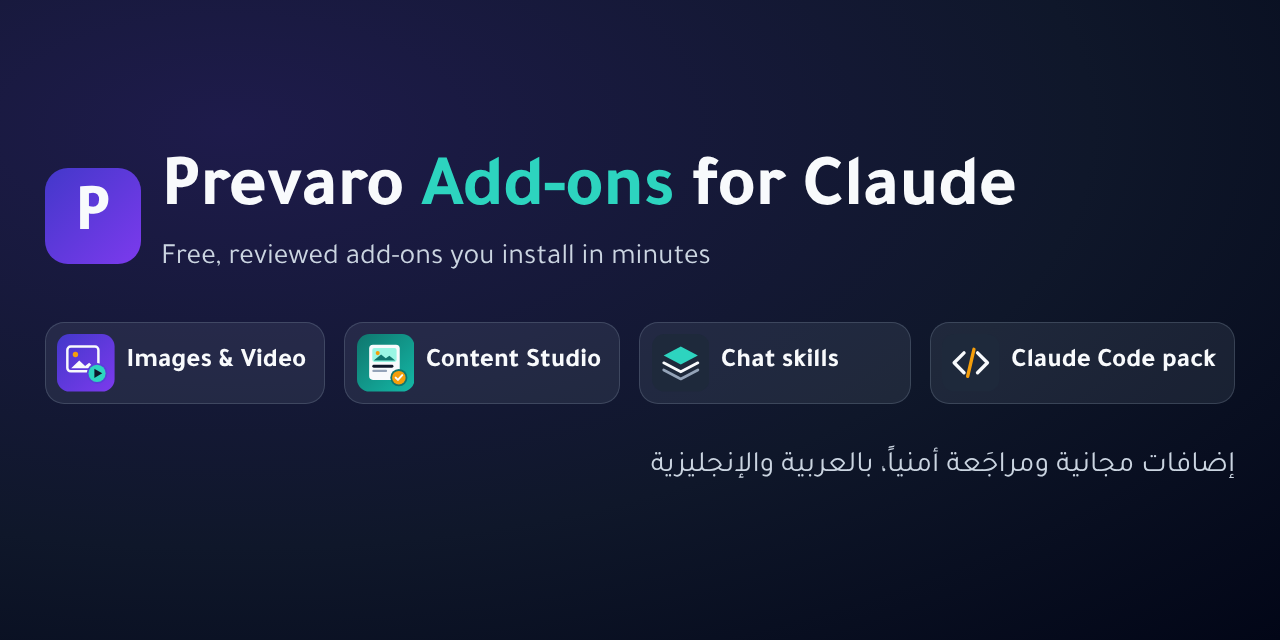 P
Prevaro Add-ons for Claude
Free, reviewed add-ons you install in minutes
Images & Video
Content Studio
Chat skills
Claude Code pack
إضافات مجانية ومراجَعة أمنياً، بالعربية والإنجليزية